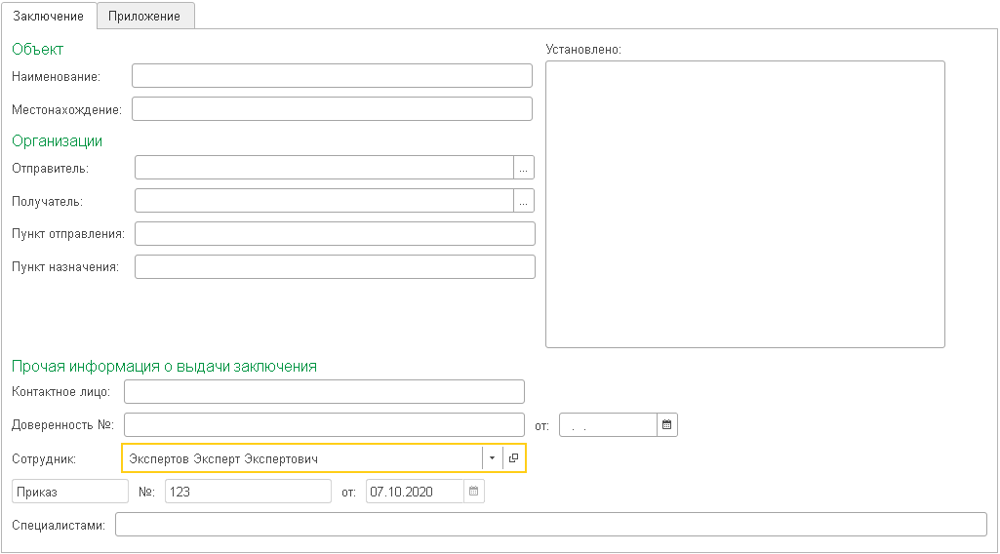 Заключение
Приложение
Объект
Наименование:
Местонахождение:
Организации
Отправитель:
...
Получатель:
...
Пункт отправления:
Пункт назначения:
Установлено:
Прочая информация о выдачи заключения
Контактное лицо:
Доверенность №:
от: . .
Сотрудник: Экспертов Эксперт Экспертович
Приказ №: 123 от: 07.10.2020
Специалистами: